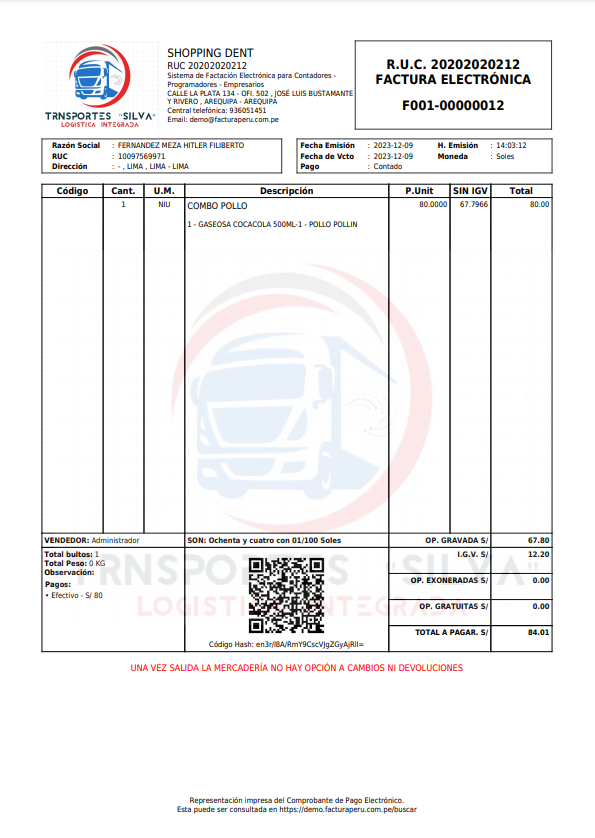 TRNSPORTES "SILVA"
LOGISTICA INTEGRADA
SHOPPING DENT
RUC 20202020212
Sistema de Factación Electrónica para Contadores -
Programadores - Empresarios
CALLE LA PLATA 134 - OFI. 502 , JOSÉ LUIS BUSTAMANTE
Y RIVERO , AREQUIPA - AREQUIPA
Central telefónica: 936051451
Email: demo@facturaperu.com.pe
R.U.C. 20202020212
FACTURA ELECTRÓNICA
F001-00000012
Razón Social : FERNANDEZ MEZA HITLER FILIBERTO
RUC : 10097569971
Dirección : - , LIMA , LIMA - LIMA
Fecha Emisión : 2023-12-09 H. Emisión : 14:03:12
Fecha de Vcto : 2023-12-09 Moneda : Soles
Pago : Contado
Código Cant. U.M. Descripción P.Unit SIN IGV Total
1 NIU COMBO POLLO 80.0000 67.7966 80.00
1 - GASEOSA COCACOLA 500ML-1 - POLLO POLLIN
TRNSPORTES "SILVA"
LOGISTICA INTEGRADA
VENDEDOR: Administrador SON: Ochenta y cuatro con 01/100 Soles OP. GRAVADA S/ 67.80
Total bultos: 1 I.G.V. S/ 12.20
Total Peso: 0 KG
Observación: OP. EXONERADAS S/ 0.00
Pagos:
• Efectivo - S/ 80
OP. GRATUITAS S/ 0.00
TOTAL A PAGAR. S/ 84.01
Código Hash: en3r/I8A/RmY9CscVJgZGyAjRII=
UNA VEZ SALIDA LA MERCADERÍA NO HAY OPCIÓN A CAMBIOS NI DEVOLUCIONES
Representación impresa del Comprobante de Pago Electrónico.
Esta puede ser consultada en https://demo.facturaperu.com.pe/buscar